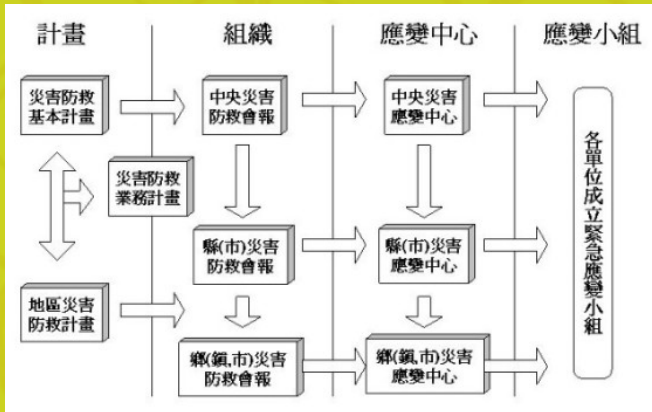 計畫
組織
應變中心
應變小組
災害防救
基本計畫
中央災害
防救會報
中央災害
應變中心
災害防救
業務計畫
縣(市)災害
防救會報
縣(市)災害
應變中心
地區災害
防救計畫
鄉(鎮,市)災害
防救會報
鄉(鎮,市)災害
應變中心
各單位成立緊急應變小組